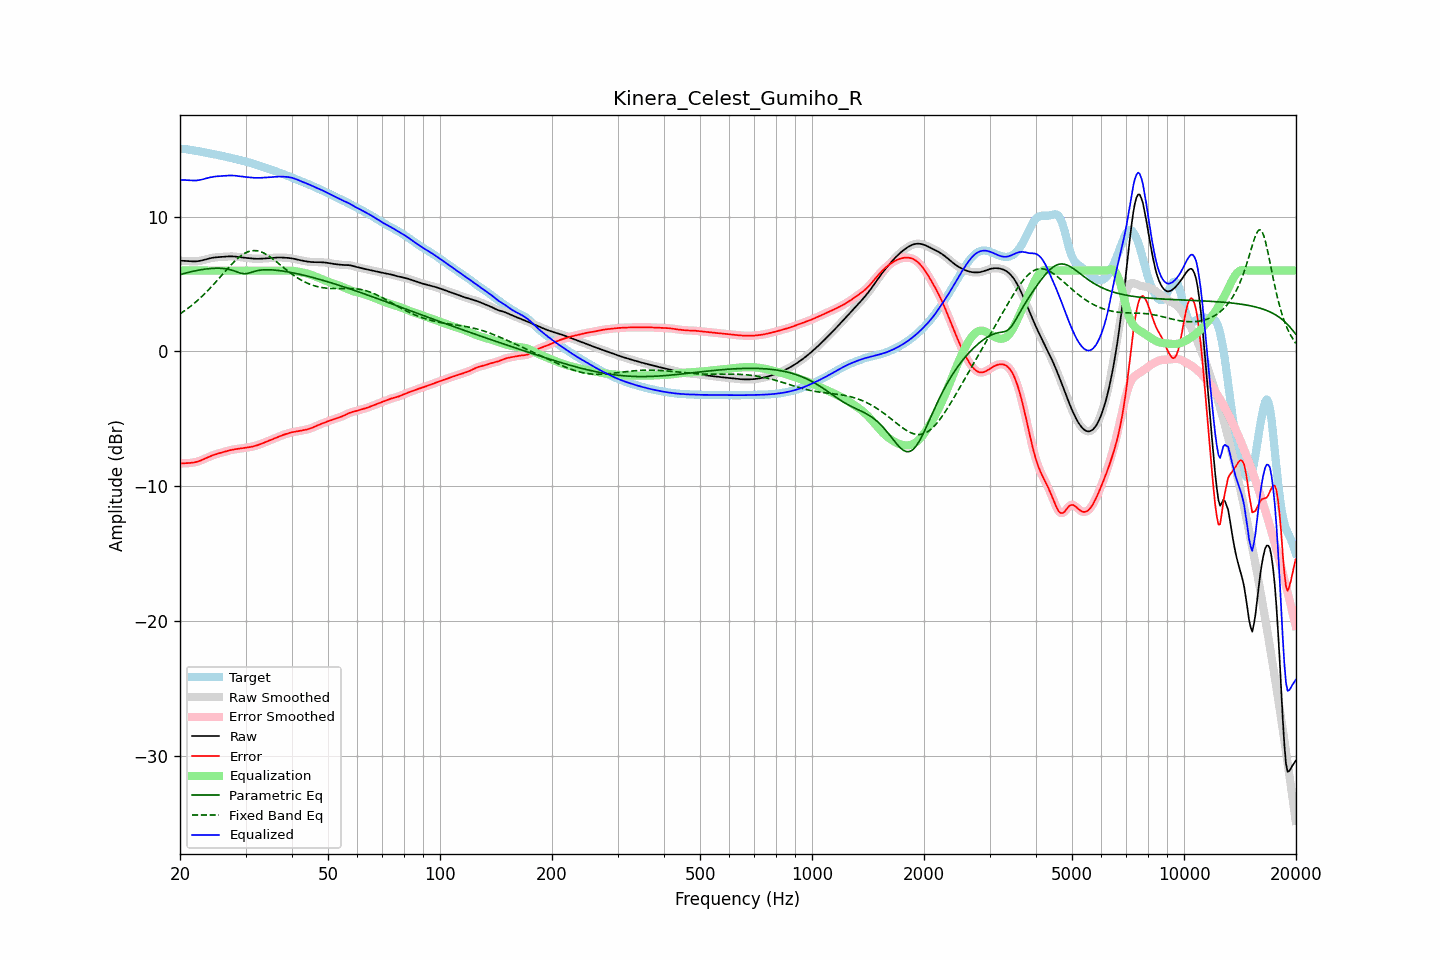 Kinera_Celest_Gumiho_R
Amplitude (dBr)
10
0
−10
−20
−30
Target
Raw Smoothed
Error Smoothed
Raw
Error
Equalization
Parametric Eq
Fixed Band Eq
Equalized
20 50 100 200 500 1000 2000 5000 10000 20000
Frequency (Hz)